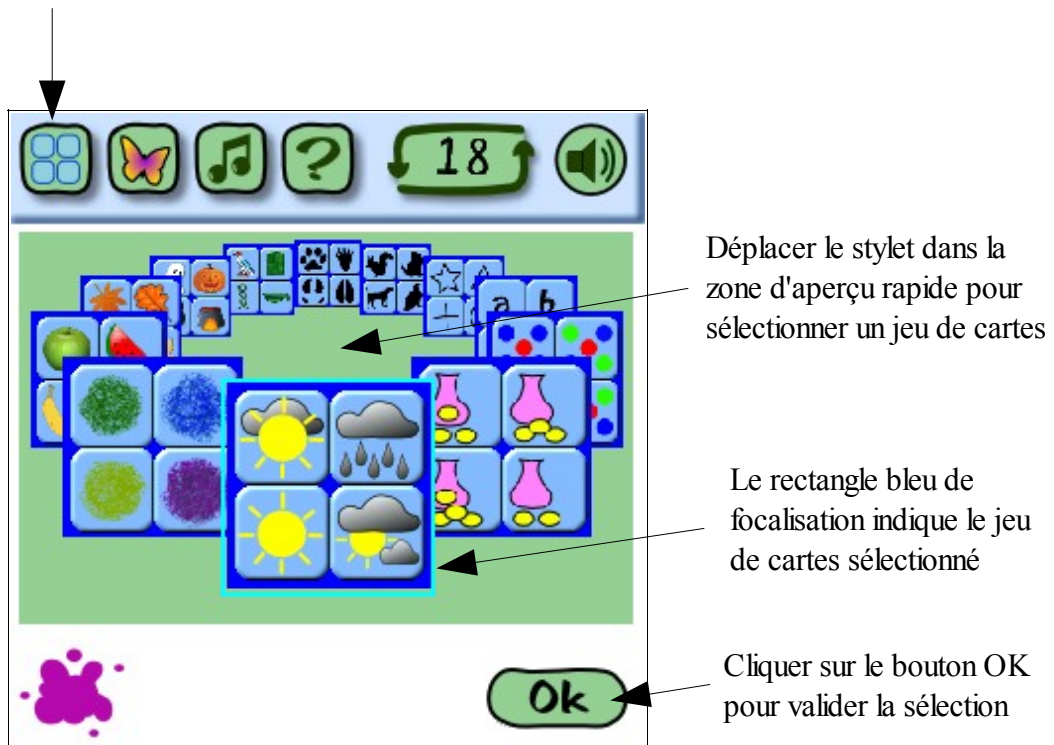 ?
18
a b
Déplacer le stylet dans la
zone d'aperçu rapide pour
sélectionner un jeu de cartes
Le rectangle bleu de
focalisation indique le jeu
de cartes sélectionné
Ok
Cliquer sur le bouton OK
pour valider la sélection